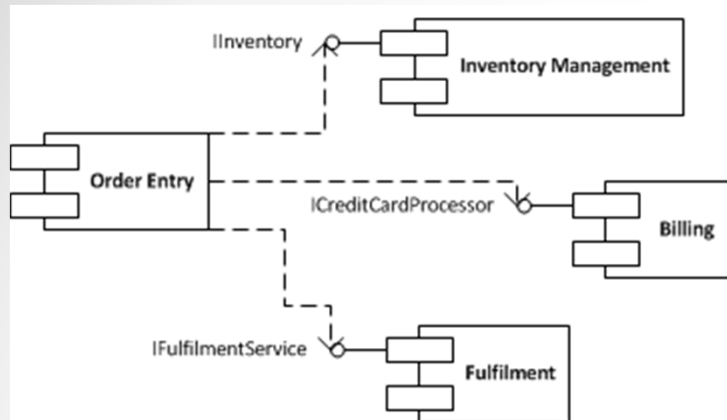 IInventory
Inventory Management
Order Entry
ICreditCardProcessor
Billing
IFulfilmentService
Fulfilment